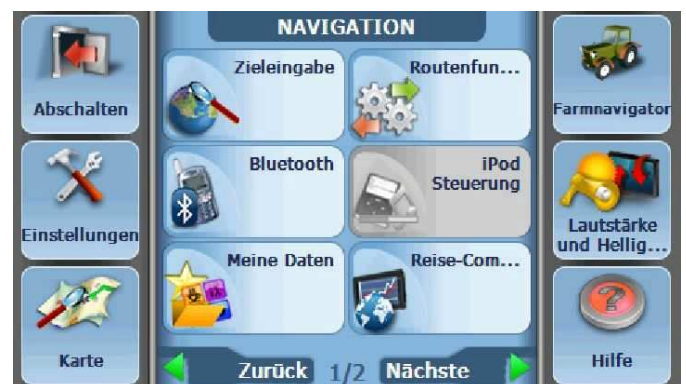 NAVIGATION
Abschalten
Zieleingabe
Routenfun...
Farmnavigator
Einstellungen
Bluetooth
iPod
Steuerung
Lautstärke
und Hellig...
Karte
Meine Daten
Reise-Com...
Hilfe
Zurück 1/2 Nächste